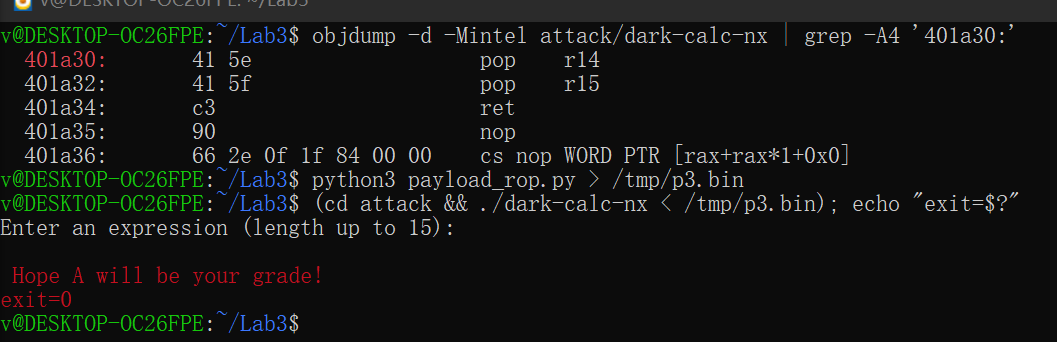 v@DESKTOP-OC26FPE: ~/Lab3
v@DESKTOP-OC26FPE:~/Lab3$ objdump -d -Mintel attack/dark-calc-nx | grep -A4 '401a30:'
401a30: 41 5e pop r14
401a32: 41 5f pop r15
401a34: c3 ret
401a35: 90 nop
401a36: 66 2e 0f 1f 84 00 00 cs nop WORD PTR [rax+rax*1+0x0]
v@DESKTOP-OC26FPE:~/Lab3$ python3 payload_rop.py > /tmp/p3.bin
v@DESKTOP-OC26FPE:~/Lab3$ (cd attack && ./dark-calc-nx < /tmp/p3.bin); echo "exit=$?"
Enter an expression (length up to 15):
Hope A will be your grade!
exit=0
v@DESKTOP-OC26FPE:~/Lab3$